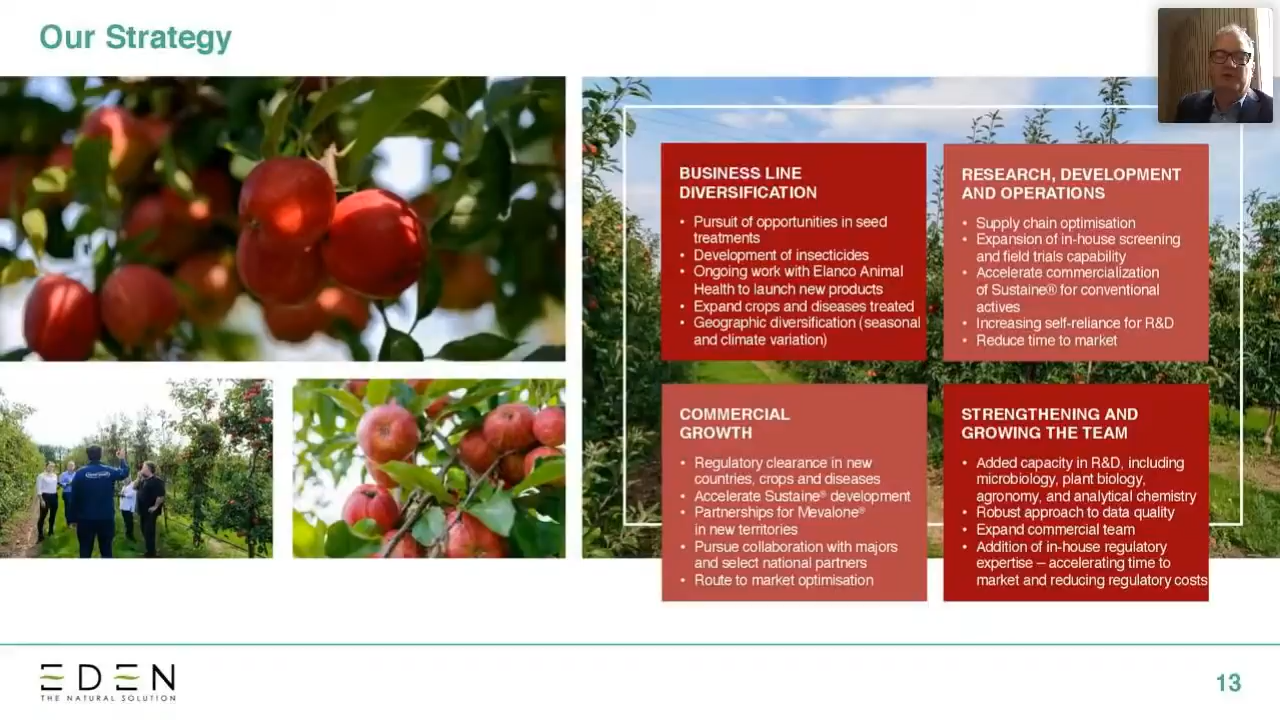 Our Strategy
BUSINESS LINE
DIVERSIFICATION
• Pursuit of opportunities in seed
treatments
• Development of insecticides
• Ongoing work with Elanco Animal
Health to launch new products
• Expand crops and diseases treated
• Geographic diversification (seasonal
and climate variation)
RESEARCH, DEVELOPMENT
AND OPERATIONS
• Supply chain optimisation
• Expansion of in-house screening
and field trials capability
• Accelerate commercialization
of Sustaine® for conventional
actives
• Increasing self-reliance for R&D
• Reduce time to market
COMMERCIAL
GROWTH
• Regulatory clearance in new
countries, crops and diseases
• Accelerate Sustaine® development
• Partnerships for Mevalone®
in new territories
• Pursue collaboration with majors
and select national partners
• Route to market optimisation
STRENGTHENING AND
GROWING THE TEAM
• Added capacity in R&D, including
microbiology, plant biology,
agronomy, and analytical chemistry
• Robust approach to data quality
• Expand commercial team
• Addition of in-house regulatory
expertise – accelerating time to
market and reducing regulatory costs
EDEN
THE NATURAL SOLUTION
13